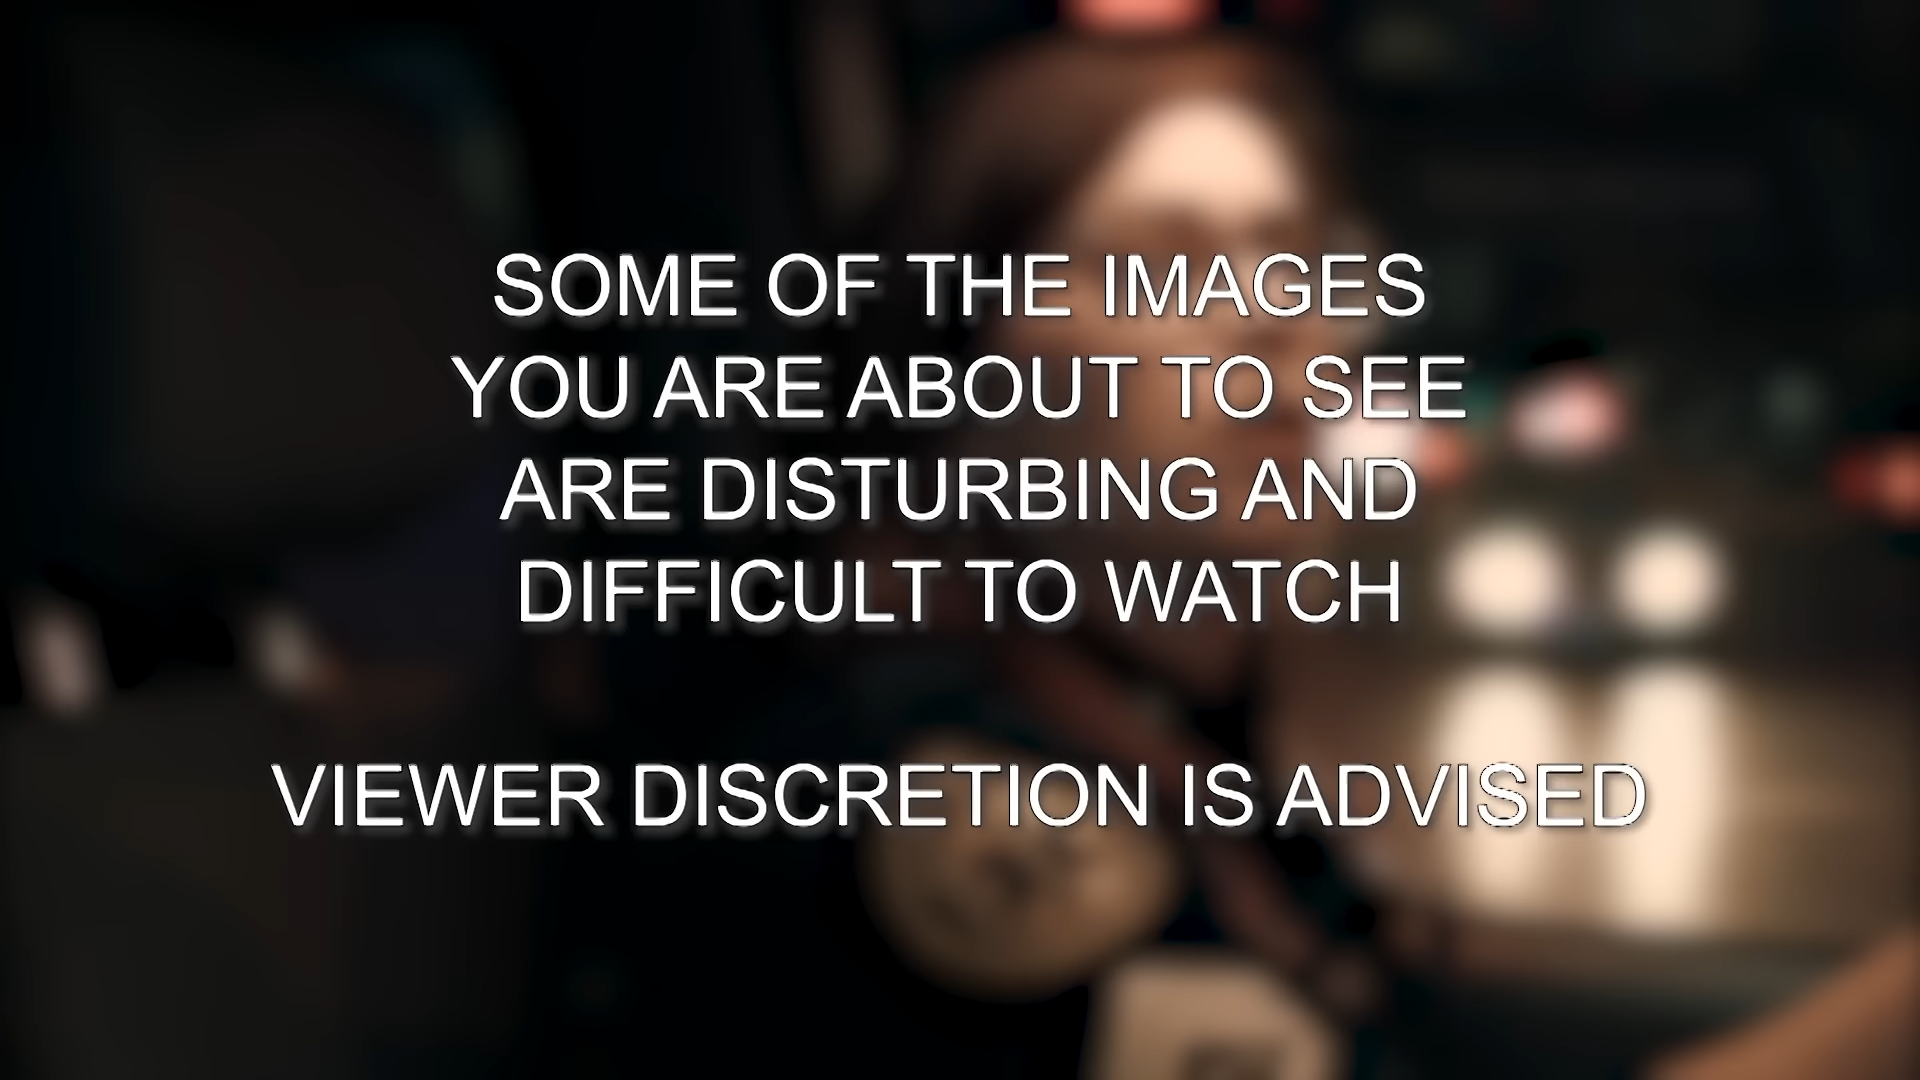 SOME OF THE IMAGES
YOU ARE ABOUT TO SEE
ARE DISTURBING AND
DIFFICULT TO WATCH
VIEWER DISCRETION IS ADVISED